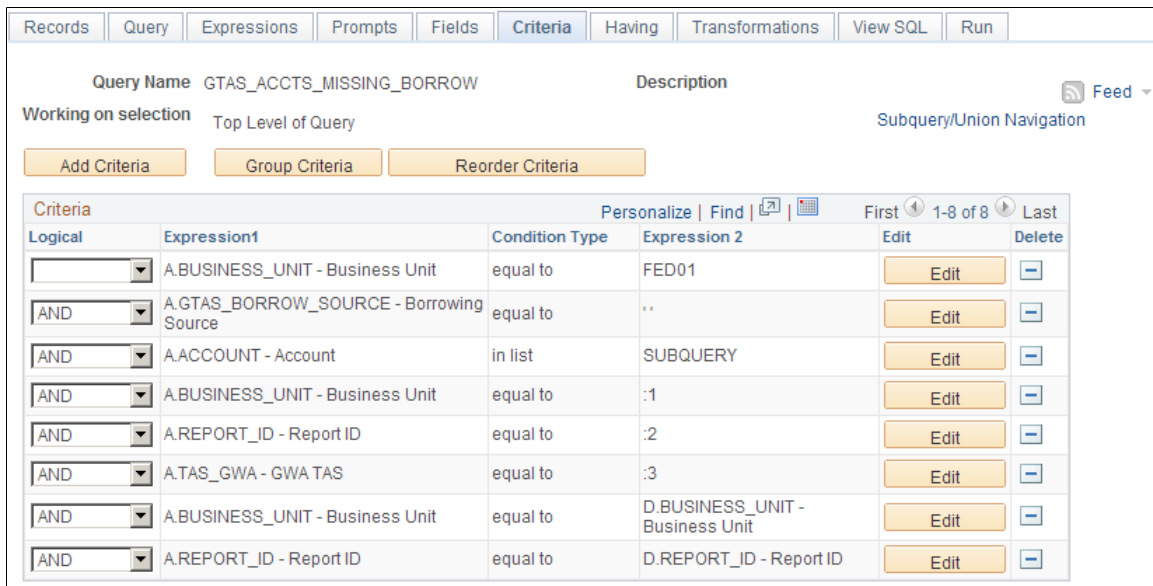 Records Query Expressions Prompts Fields Criteria Having Transformations View SQL Run
Query Name GTAS_ACCTS_MISSING_BORROW Description
Feed
Working on selection Top Level of Query Subquery/Union Navigation
Add Criteria Group Criteria Reorder Criteria
Criteria Personalize | Find | | First 1-8 of 8 Last
Logical Expression1 Condition Type Expression 2 Edit Delete
A.BUSINESS_UNIT - Business Unit equal to FED01 Edit
AND A.GTAS_BORROW_SOURCE - Borrowing
Source equal to ' ' Edit
AND A.ACCOUNT - Account in list SUBQUERY Edit
AND A.BUSINESS_UNIT - Business Unit equal to :1 Edit
AND A.REPORT_ID - Report ID equal to :2 Edit
AND A.TAS_GWA - GWA TAS equal to :3 Edit
AND A.BUSINESS_UNIT - Business Unit equal to D.BUSINESS_UNIT -
Business Unit Edit
AND A.REPORT_ID - Report ID equal to D.REPORT_ID - Report ID Edit